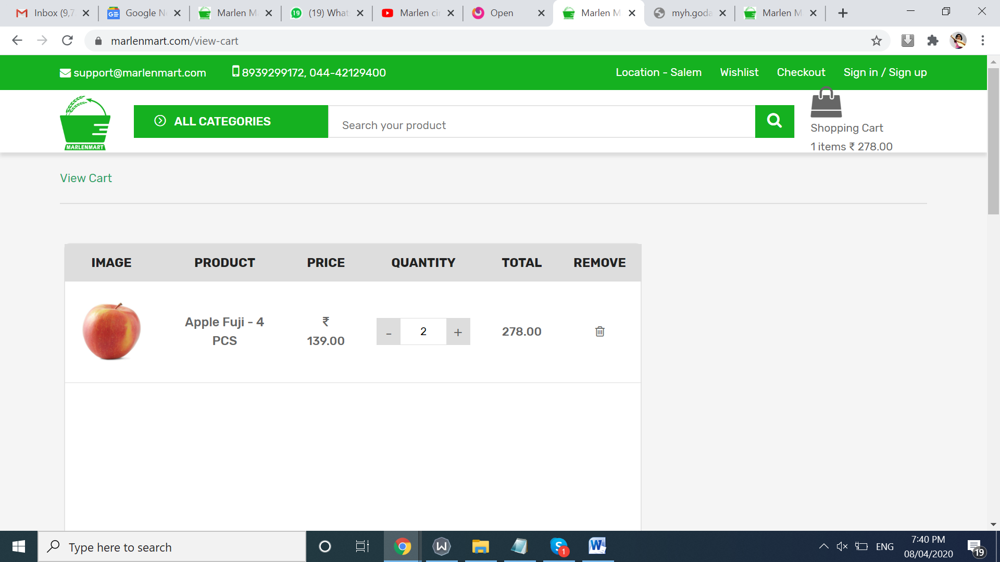 Inbox (9,7
Google N
Marlen M
(19) What
Marlen ci
Open
Marlen M
myh.goda
Marlen M
marlenmart.com/view-cart
support@marlenmart.com
8939299172, 044-42129400
Location - Salem
Wishlist
Checkout
Sign in / Sign up
MARLENMART
ALL CATEGORIES
Search your product
Shopping Cart
1 items ₹ 278.00
View Cart
IMAGE PRODUCT PRICE QUANTITY TOTAL REMOVE
Apple Fuji - 4
PCS
₹
139.00
- 2 +
278.00
Type here to search
ENG
7:40 PM
08/04/2020
19
1